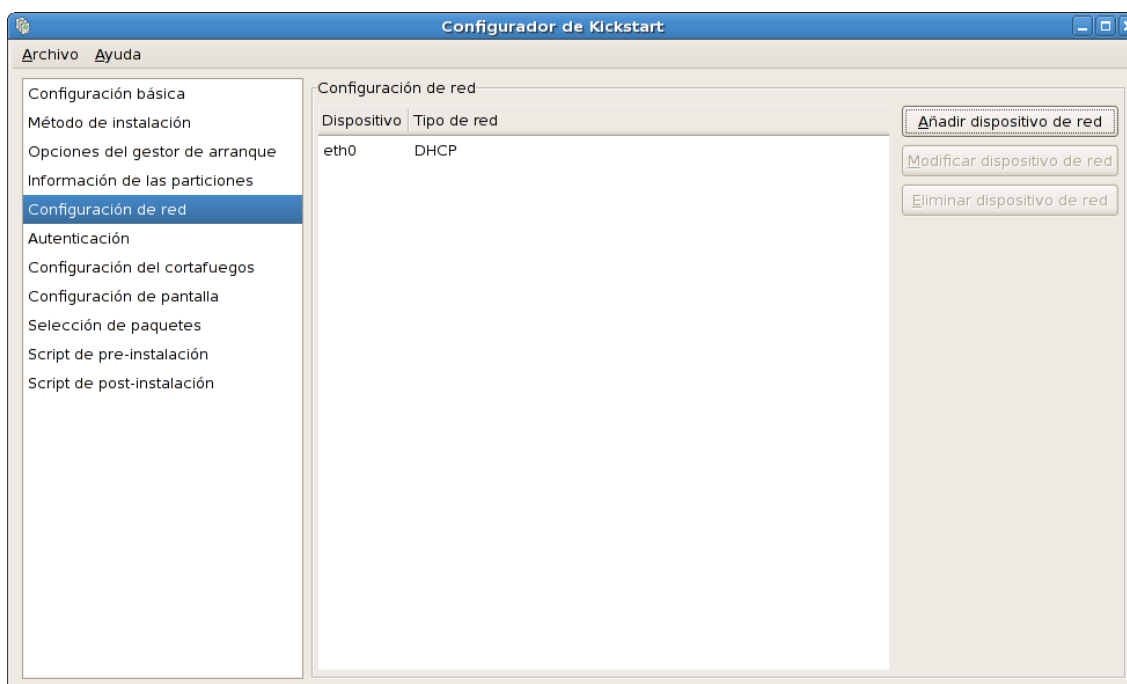 Configurador de Kickstart
Archivo Ayuda
Configuración básica
Método de instalación
Opciones del gestor de arranque
Información de las particiones
Configuración de red
Autenticación
Configuración del cortafuegos
Configuración de pantalla
Selección de paquetes
Script de pre-instalación
Script de post-instalación
Configuración de red
Dispositivo Tipo de red
eth0 DHCP
Añadir dispositivo de red
Modificar dispositivo de red
Eliminar dispositivo de red